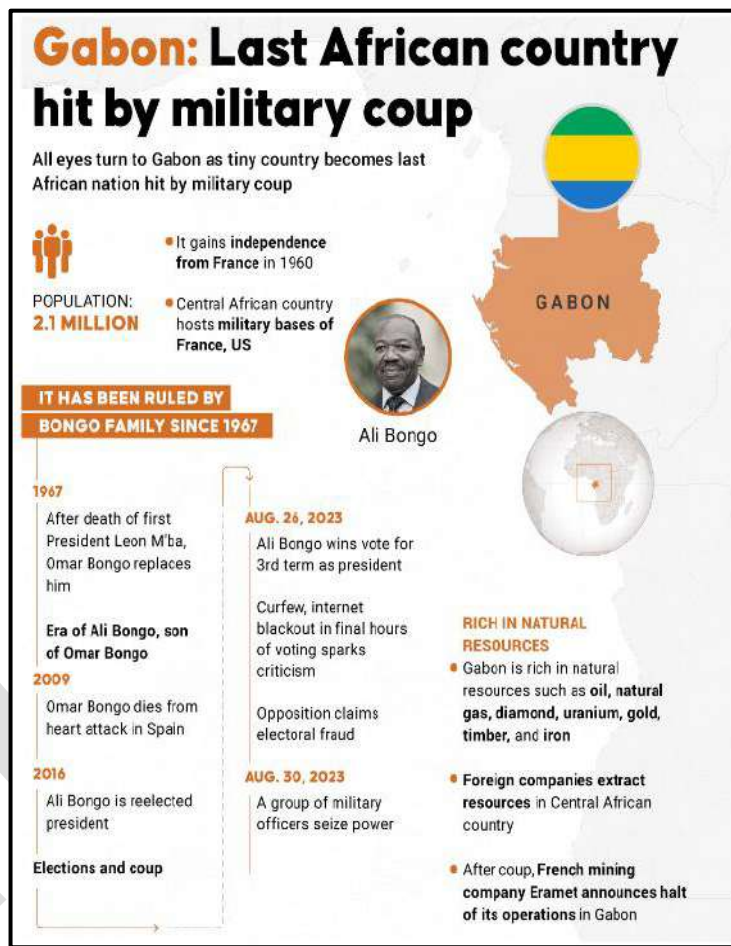 Gabon: Last African country
hit by military coup
All eyes turn to Gabon as tiny country becomes last
African nation hit by military coup
POPULATION:
2.1 MILLION
It gains independence
from France in 1960
Central African country
hosts military bases of
France, US
Ali Bongo
GABON
IT HAS BEEN RULED BY
BONGO FAMILY SINCE 1967
1967
After death of first
President Leon M'ba,
Omar Bongo replaces
him
Era of Ali Bongo, son
of Omar Bongo
2009
Omar Bongo dies from
heart attack in Spain
2016
Ali Bongo is reelected
president
Elections and coup
AUG. 26, 2023
Ali Bongo wins vote for
3rd term as president
Curfew, internet
blackout in final hours
of voting sparks
criticism
Opposition claims
electoral fraud
AUG. 30, 2023
A group of military
officers seize power
RICH IN NATURAL
RESOURCES
Gabon is rich in natural
resources such as oil, natural
gas, diamond, uranium, gold,
timber, and iron
Foreign companies extract
resources in Central African
country
After coup, French mining
company Eramet announces halt
of its operations in Gabon